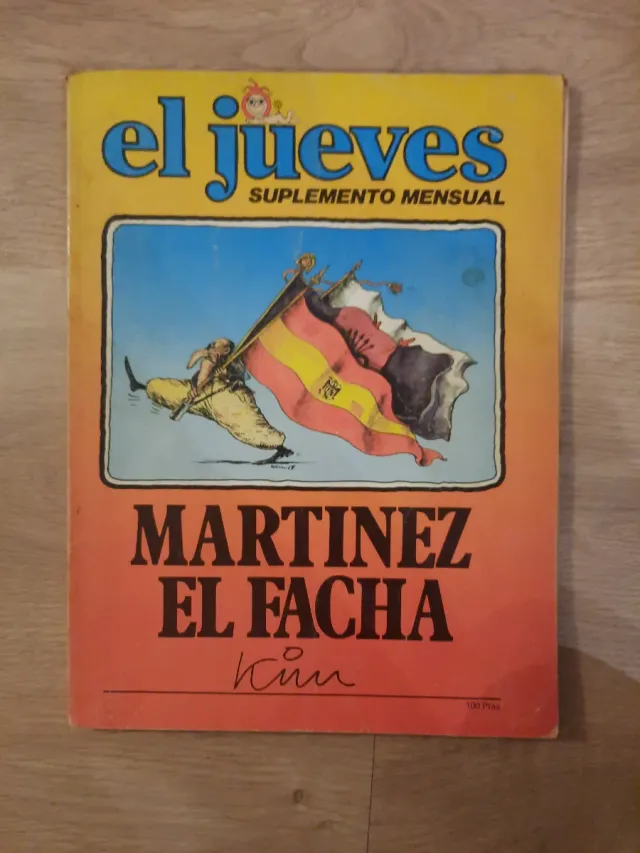 el jueves
SUPLEMENTO MENSUAL
MARTINEZ
EL FACHA
Kim
100 Ptas